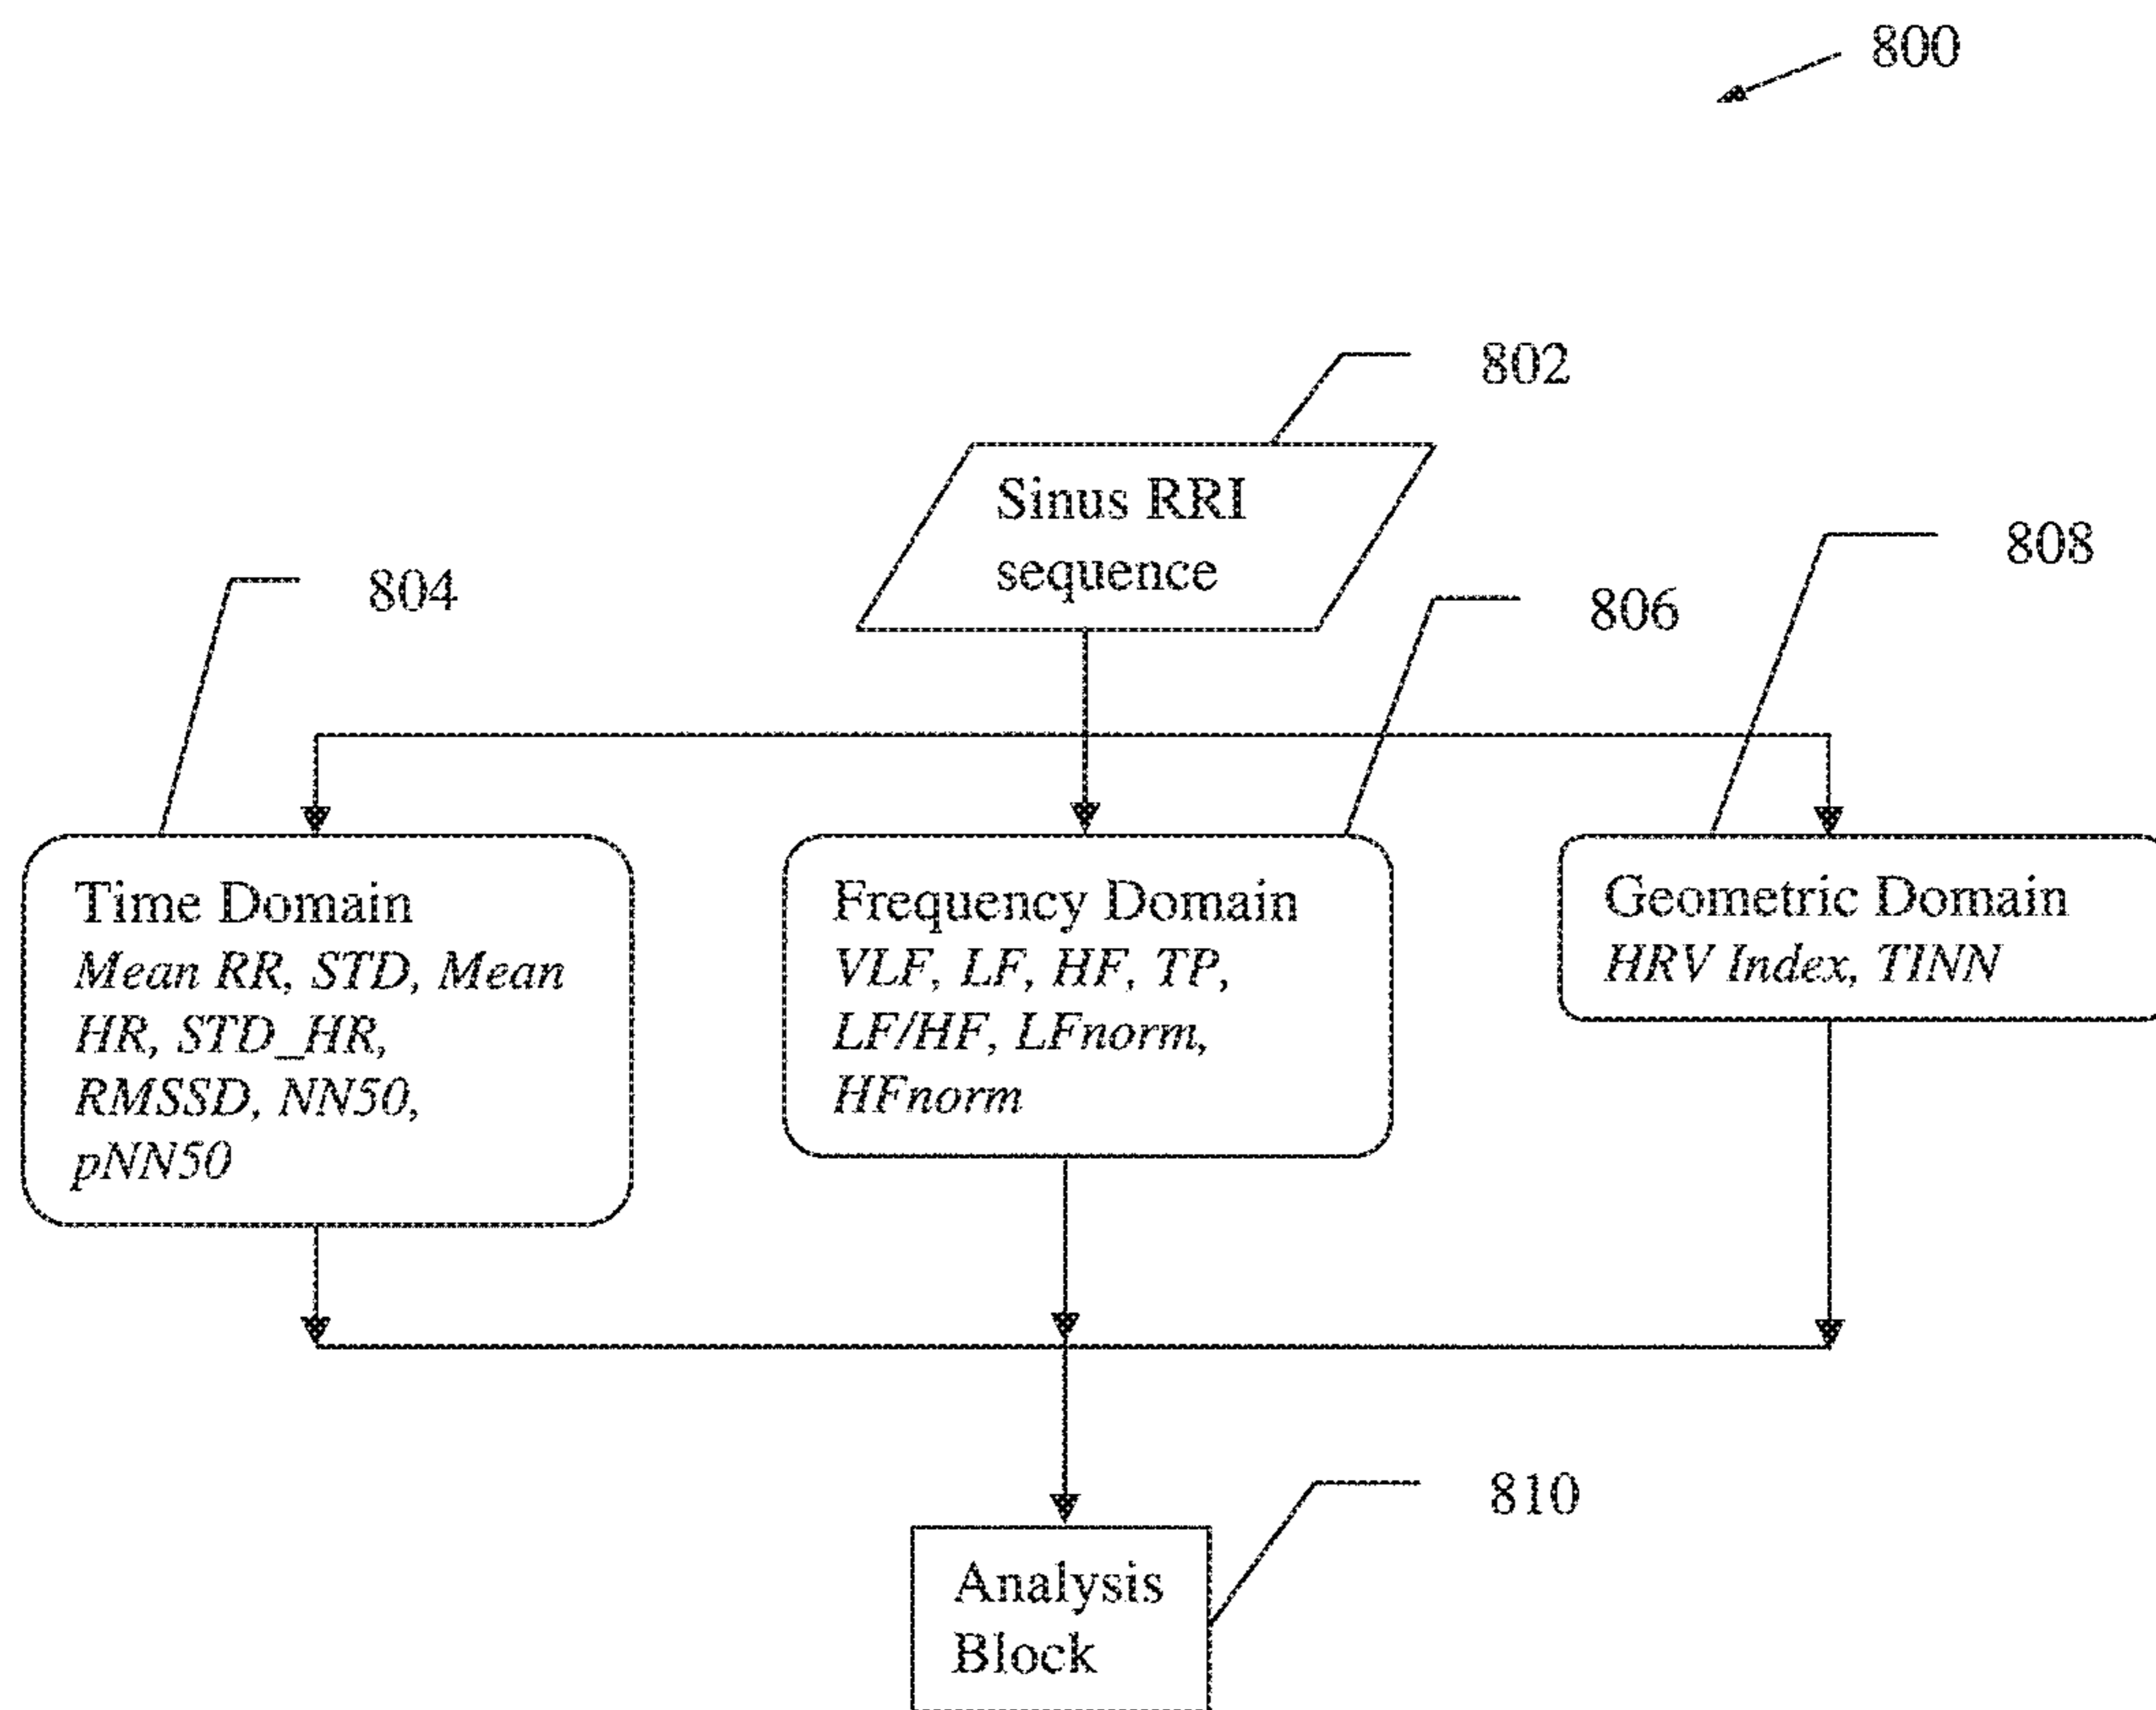 800
802
Sinus RRI
sequence
808
804
806
Time Domain
Mean RR, STD, Mean
HR, STD_HR,
RMSSD, NN50,
pNN50
Frequency Domain
VLF, LF, HF, TP,
LF/HF, LFnorm,
HFnorm
Geometric Domain
HRV Index, TINN
810
Analysis
Block